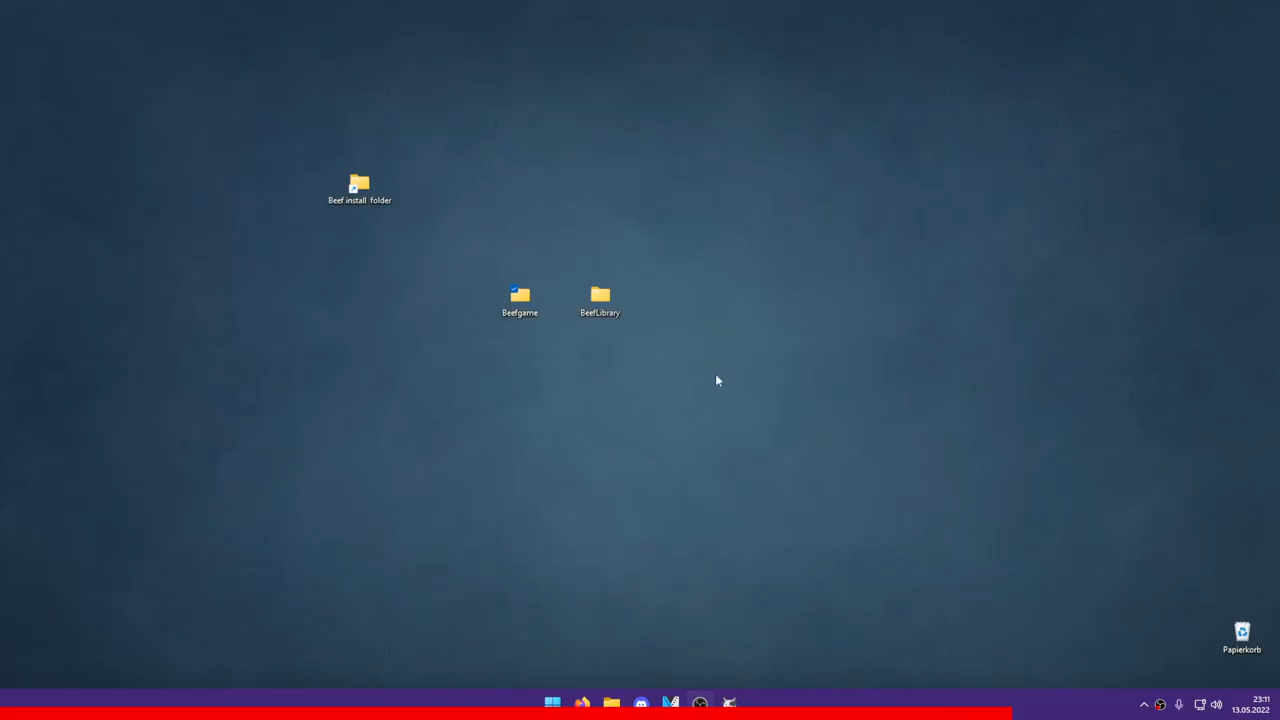 Beef install folder
Beefgame
BeefLibrary
Papierkorb
23:11
13.05.2022